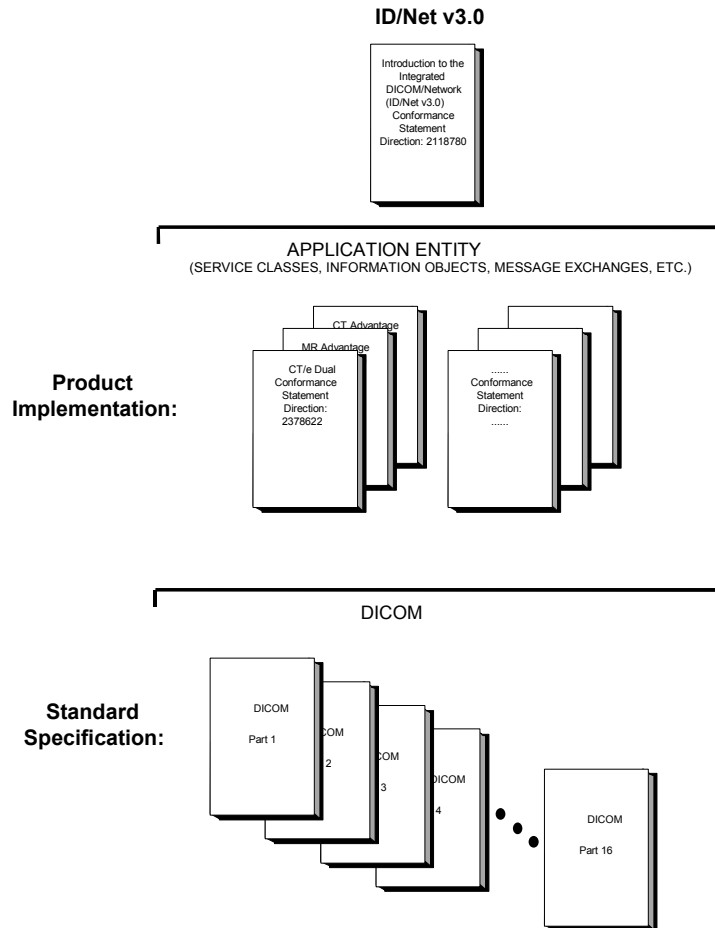 ID/Net v3.0
Introduction to the
Integrated
DICOM/Network
(ID/Net v3.0)
Conformance
Statement
Direction: 2118780
APPLICATION ENTITY
(SERVICE CLASSES, INFORMATION OBJECTS, MESSAGE EXCHANGES, ETC.)
Product
Implementation:
CT Advantage
MR Advantage
CT/e Dual
Conformance
Statement
Direction:
2378622
......
Conformance
Statement
Direction:
......
DICOM
Standard
Specification:
DICOM
Part 1
COM
2
COM
3
DICOM
4
DICOM
Part 16